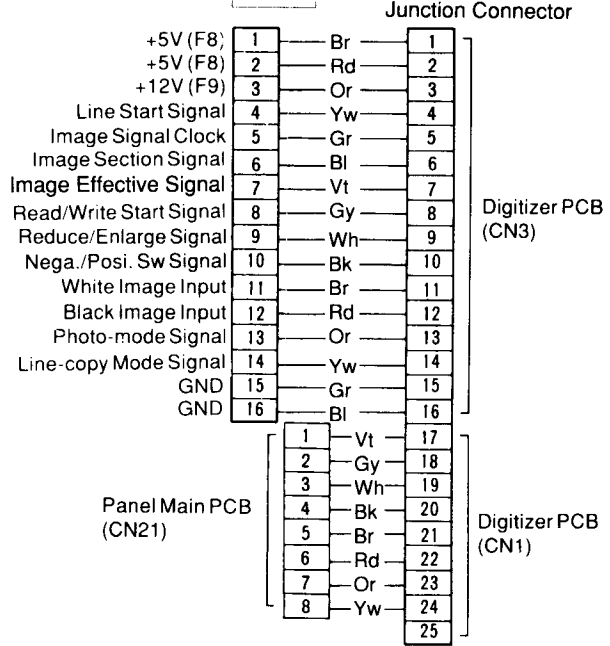 Junction Connector
+5V (F8) 1 Br 1
+5V (F8) 2 Rd 2
+12V (F9) 3 Or 3
Line Start Signal 4 Yw 4
Image Signal Clock 5 Gr 5
Image Section Signal 6 Bl 6
Image Effective Signal 7 Vt 7
Read/Write Start Signal 8 Gy 8
Reduce/Enlarge Signal 9 Wh 9
Nega./Posi. Sw Signal 10 Bk 10
White Image Input 11 Br 11
Black Image Input 12 Rd 12
Photo-mode Signal 13 Or 13
Line-copy Mode Signal 14 Yw 14
GND 15 Gr 15
GND 16 Bl 16
Digitizer PCB
(CN3)
1 Vt 17
2 Gy 18
3 Wh 19
4 Bk 20
5 Br 21
6 Rd 22
7 Or 23
8 Yw 24
25
Panel Main PCB
(CN21)
Digitizer PCB
(CN1)